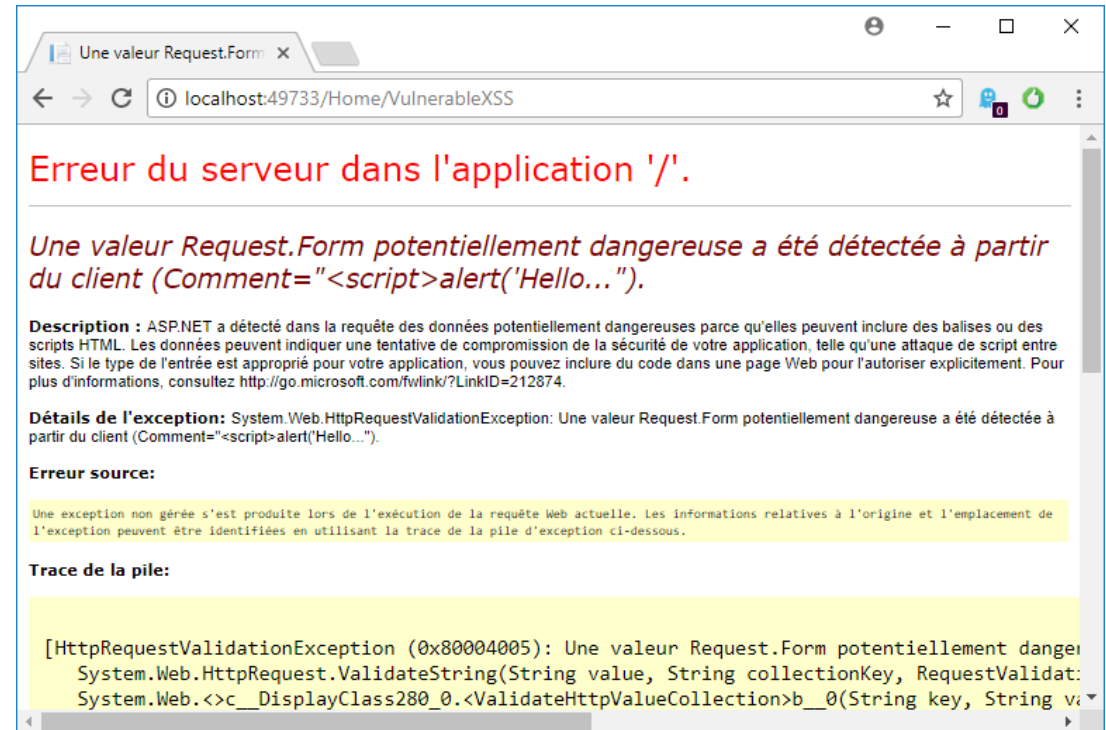 Une valeur Request.Form
localhost:49733/Home/VulnerableXSS
0
Erreur du serveur dans l'application '/'.
Une valeur Request.Form potentiellement dangereuse a été détectée à partir
du client (Comment="<script>alert('Hello...").
Description : ASP.NET a détecté dans la requête des données potentiellement dangereuses parce qu'elles peuvent inclure des balises ou des
scripts HTML. Les données peuvent indiquer une tentative de compromission de la sécurité de votre application, telle qu'une attaque de script entre
sites. Si le type de l'entrée est approprié pour votre application, vous pouvez inclure du code dans une page Web pour l'autoriser explicitement. Pour
plus d'informations, consultez http://go.microsoft.com/fwlink/?LinkID=212874.
Détails de l'exception: System.Web.HttpRequestValidationException: Une valeur Request.Form potentiellement dangereuse a été détectée à
partir du client (Comment="<script>alert('Hello...").
Erreur source:
Une exception non gérée s'est produite lors de l'exécution de la requête Web actuelle. Les informations relatives à l'origine et l'emplacement de
l'exception peuvent être identifiées en utilisant la trace de la pile d'exception ci-dessous.
Trace de la pile:
[HttpRequestValidationException (0x80004005): Une valeur Request.Form potentiellement danger
System.Web.HttpRequest.ValidateString(String value, String collectionKey, RequestValidati
System.Web.<>c__DisplayClass280_0.<ValidateHttpValueCollection>b__0(String key, String va